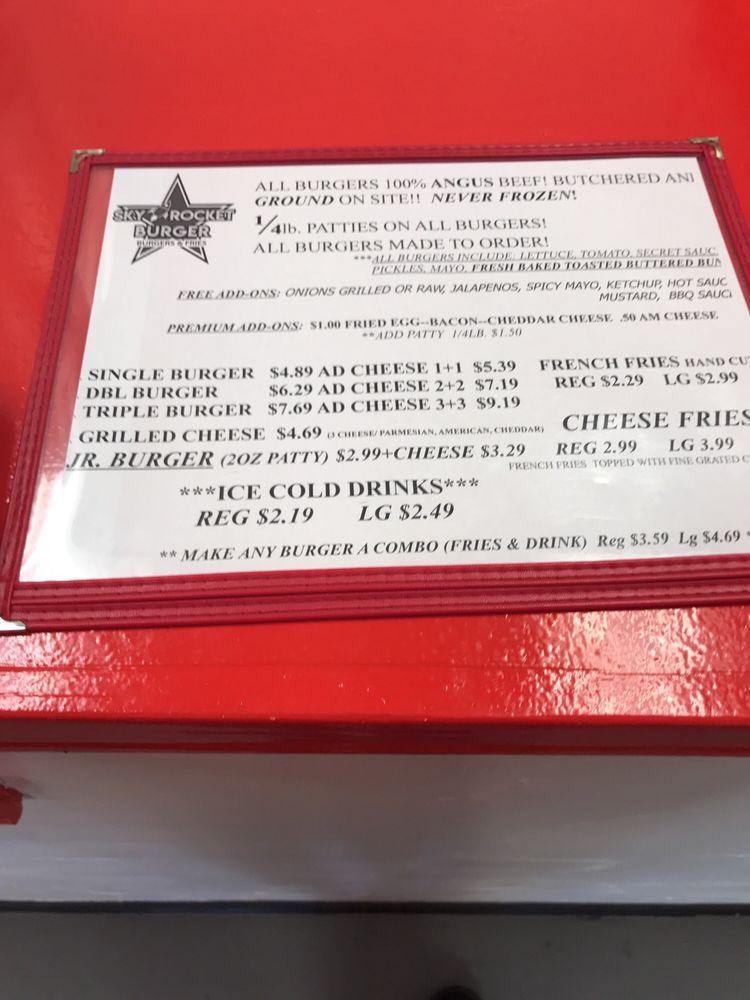 SKY ROCKET
BURGER
BURGERS & FRIES
ALL BURGERS 100% ANGUS BEEF! BUTCHERED
GROUND ON SITE!! NEVER FROZEN!
1/4lb. PATTIES ON ALL BURGERS!
ALL BURGERS MADE TO ORDER!
***ALL BURGERS INCLUDE: LETTUCE, TOMATO, SECRET SAUC
PICKLES, MAYO, FRESH BAKED TOASTED BUTTERED BUN
FREE ADD-ONS: ONIONS GRILLED OR RAW, JALAPENOS, SPICY MAYO, KETCHUP, HOT SAUC
MUSTARD, BBQ SAUC
PREMIUM ADD-ONS: $1.00 FRIED EGG--BACON--CHEDDAR CHEESE .50 AM CHEESE
**ADD PATTY 1/4LB. $1.50
SINGLE BURGER $4.89 AD CHEESE 1+1 $5.39 FRENCH FRIES HAND CU
DBL BURGER $6.29 AD CHEESE 2+2 $7.19 REG $2.29 LG $2.99
TRIPLE BURGER $7.69 AD CHEESE 3+3 $9.19
GRILLED CHEESE $4.69 (3 CHEESE/ PARMESIAN, AMERICAN, CHEDDAR) CHEESE FRIES
JR. BURGER (2OZ PATTY) $2.99+CHEESE $3.29 REG 2.99 LG 3.99
FRENCH FRIES TOPPED WITH FINE GRATED C
***ICE COLD DRINKS***
REG $2.19 LG $2.49
** MAKE ANY BURGER A COMBO (FRIES & DRINK) Reg $3.59 Lg $4.69 *